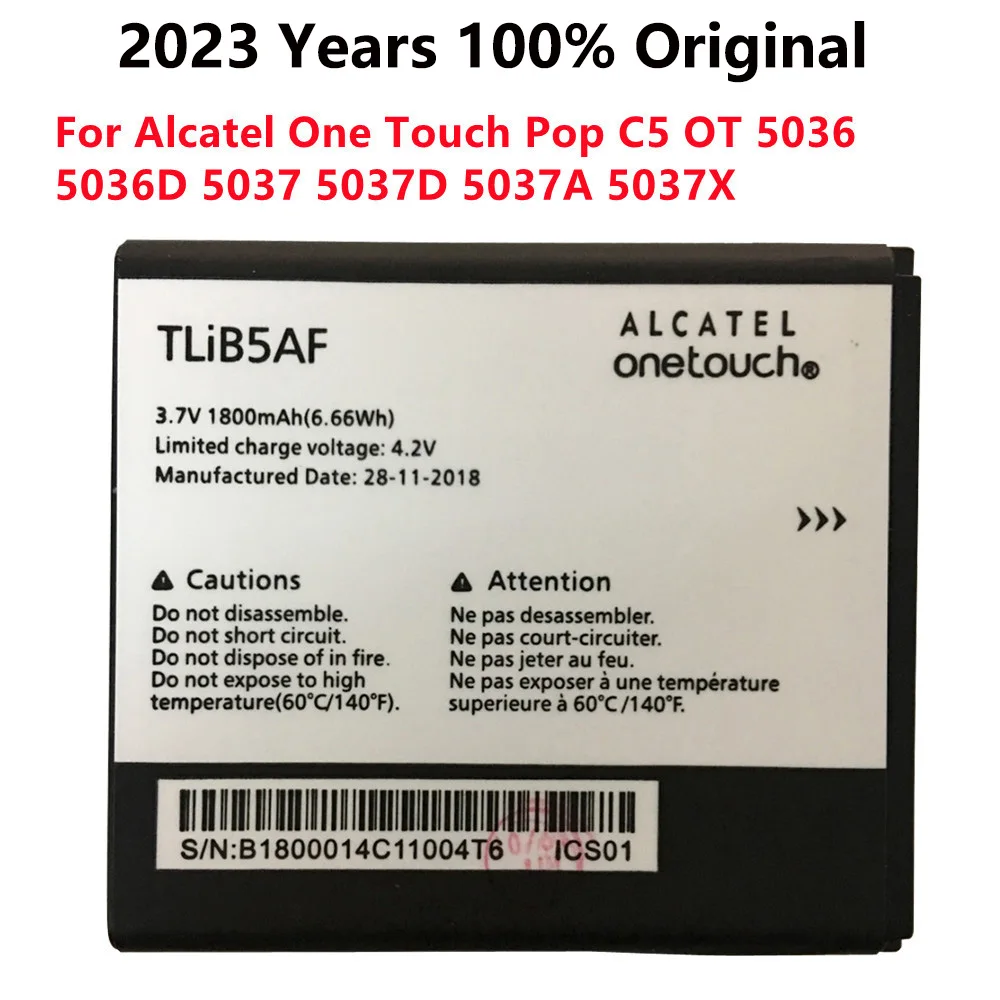 2023 Years 100% Original
For Alcatel One Touch Pop C5 OT 5036
5036D 5037 5037D 5037A 5037X
TLiB5AF
ALCATEL
onetouch®
3.7V 1800mAh(6.66Wh)
Limited charge voltage: 4.2V
Manufactured Date: 28-11-2018
>>>
Cautions
Do not disassemble.
Do not short circuit.
Do not dispose of in fire.
Do not expose to high
temperature(60°C/140°F).
Attention
Ne pas desassembler.
Ne pas court-circuiter.
Ne pas jeter au feu.
Ne pas exposer à une température
superieure à 60°C/140°F.
S/N:B1800014C11004T6 ICS01